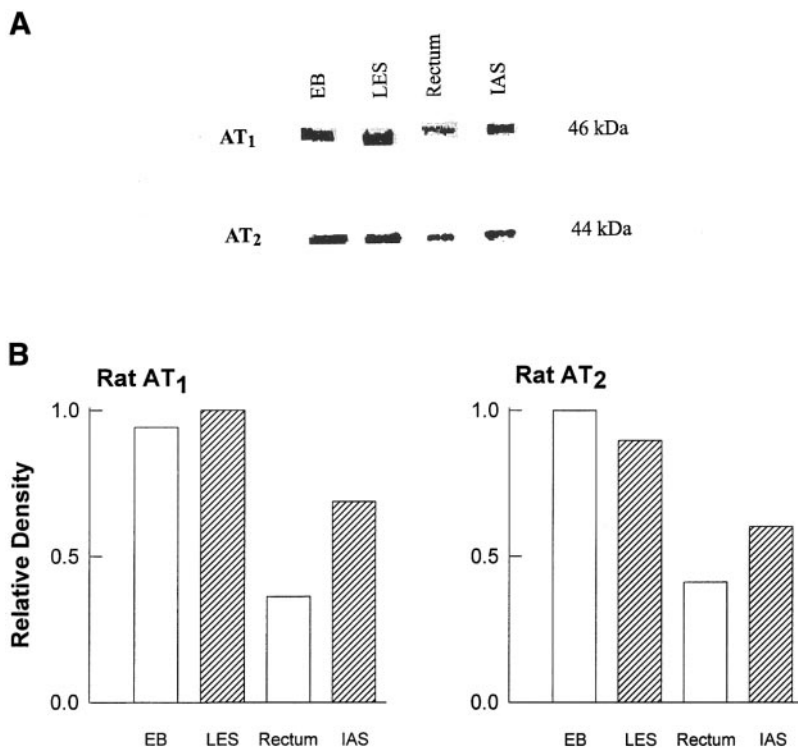 A
EB LES Rectum IAS
AT1 46 kDa
AT2 44 kDa
B
Rat AT1
Relative Density
1.0
0.5
0.0
EB LES Rectum IAS
Rat AT2
1.0
0.5
0.0
EB LES Rectum IAS